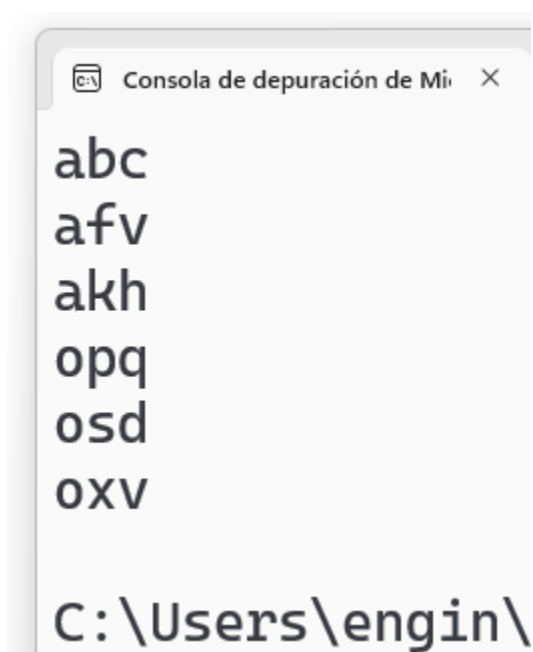 Consola de depuración de Mi
abc
afv
akh
opq
osd
oxv
C:\Users\engin\